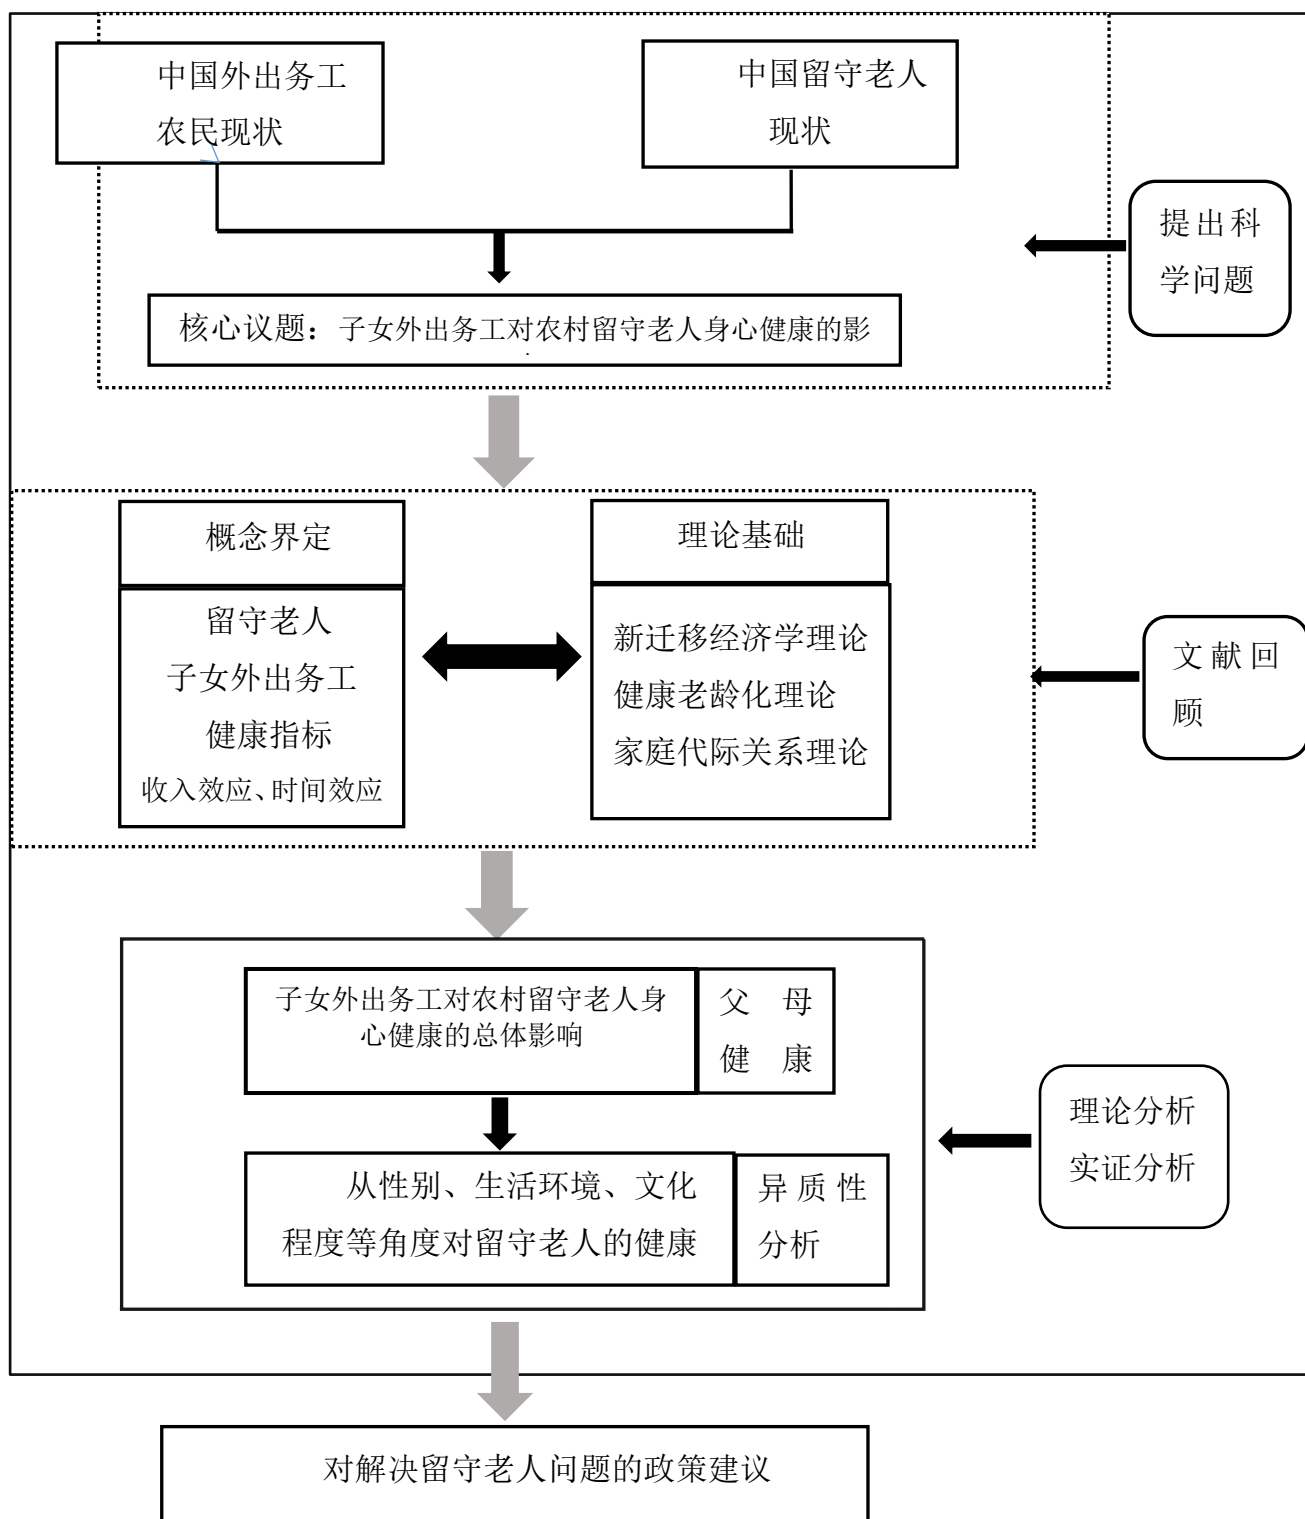 中国外出务工
农民现状
中国留守老人
现状
提出科
学问题
核心议题：子女外出务工对农村留守老人身心健康的影
概念界定
留守老人
子女外出务工
健康指标
收入效应、时间效应
理论基础
新迁移经济学理论
健康老龄化理论
家庭代际关系理论
文献回
顾
子女外出务工对农村留守老人身
心健康的总体影响
父母
健康
从性别、生活环境、文化
程度等角度对留守老人的健康
异质性
分析
理论分析
实证分析
对解决留守老人问题的政策建议